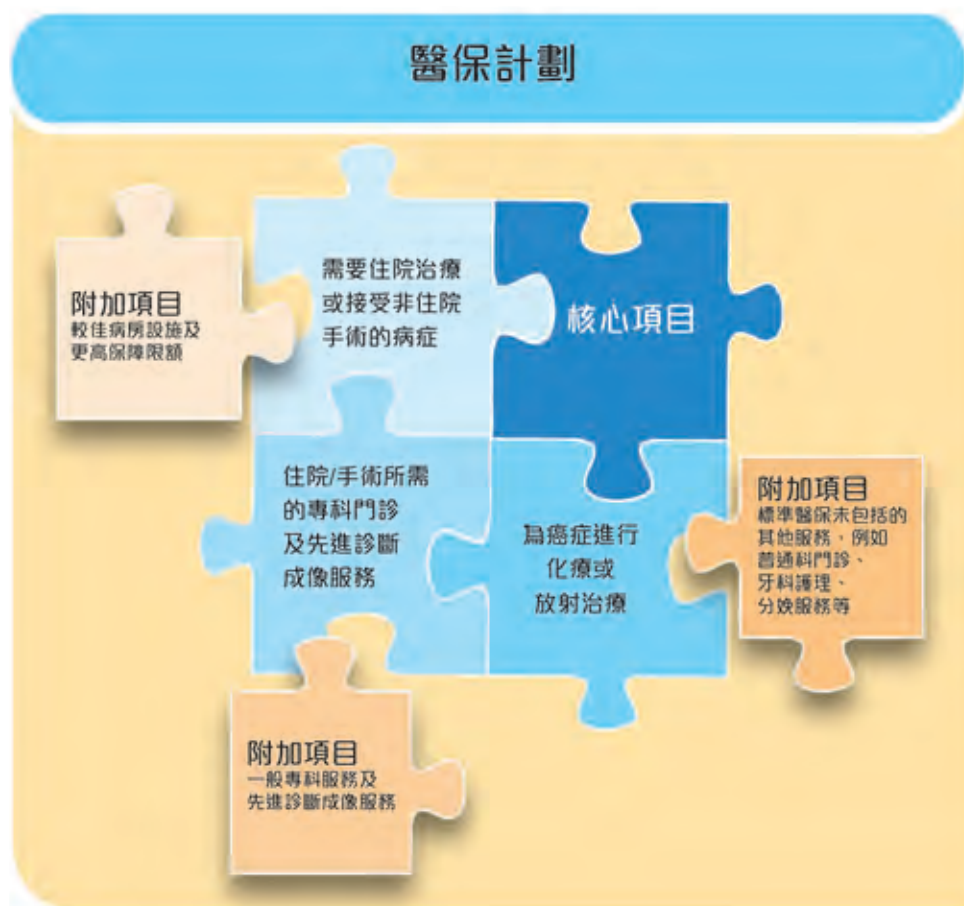 醫保計劃
附加項目
較佳病房設施及
更高保障限額
需要住院治療
或接受非住院
手術的病症
核心項目
住院/手術所需
的專科門診
及先進診斷
成像服務
為癌症進行
化療或
放射治療
附加項目
標準醫保未包括的
其他服務，例如
普通科門診、
牙科護理、
分娩服務等
附加項目
一般專科服務及
先進診斷成像服務